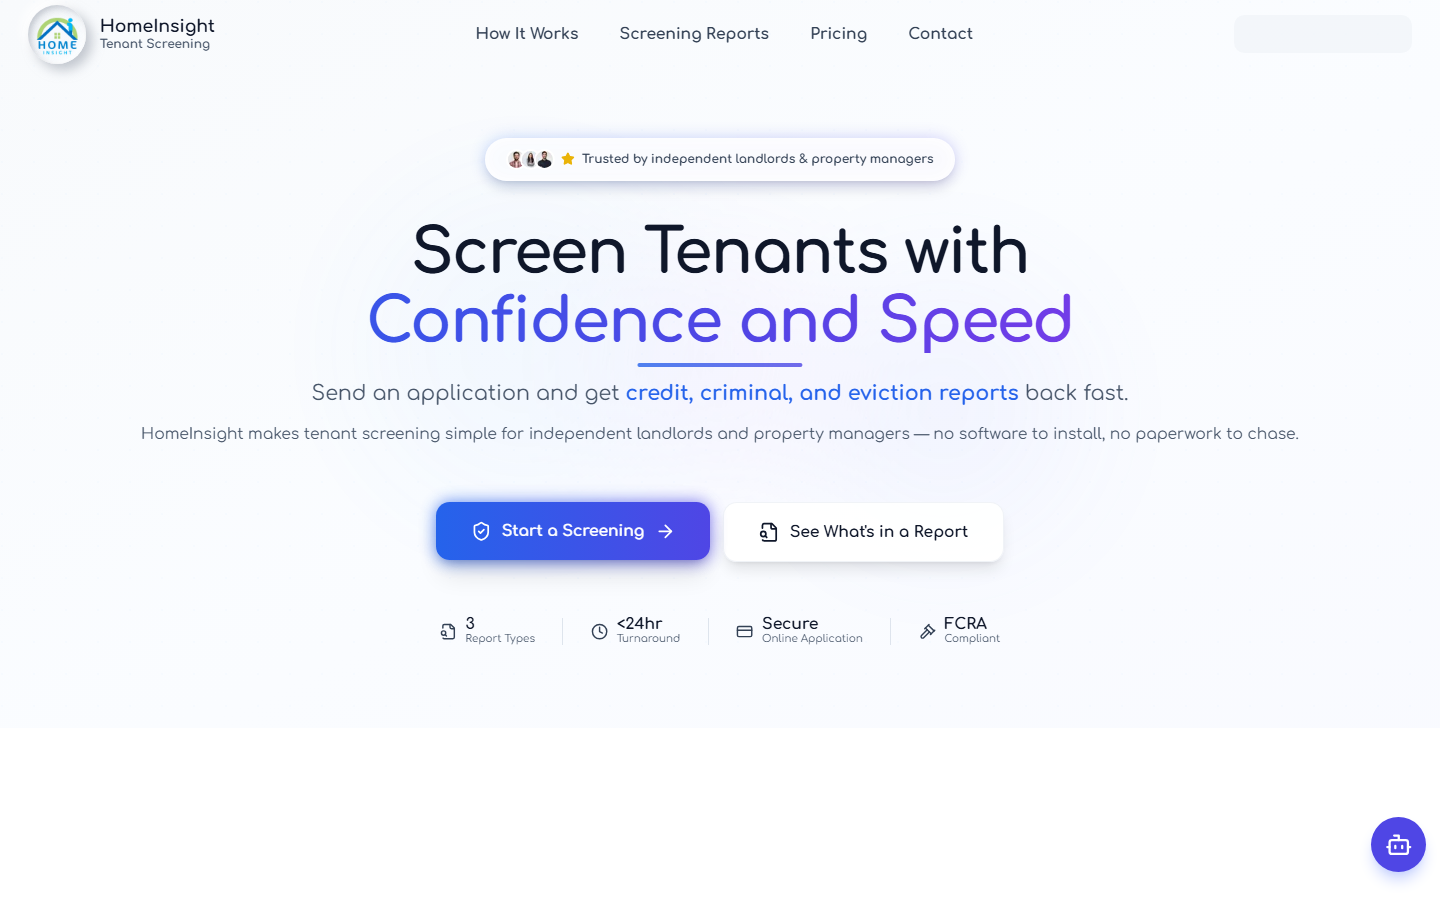 HOME
INSIGHT
HomeInsight
Tenant Screening
How It Works
Screening Reports
Pricing
Contact
Trusted by independent landlords & property managers
Screen Tenants with
Confidence and Speed
Send an application and get credit, criminal, and eviction reports back fast.
HomeInsight makes tenant screening simple for independent landlords and property managers — no software to install, no paperwork to chase.
Start a Screening
See What's in a Report
3
Report Types
<24hr
Turnaround
Secure
Online Application
FCRA
Compliant